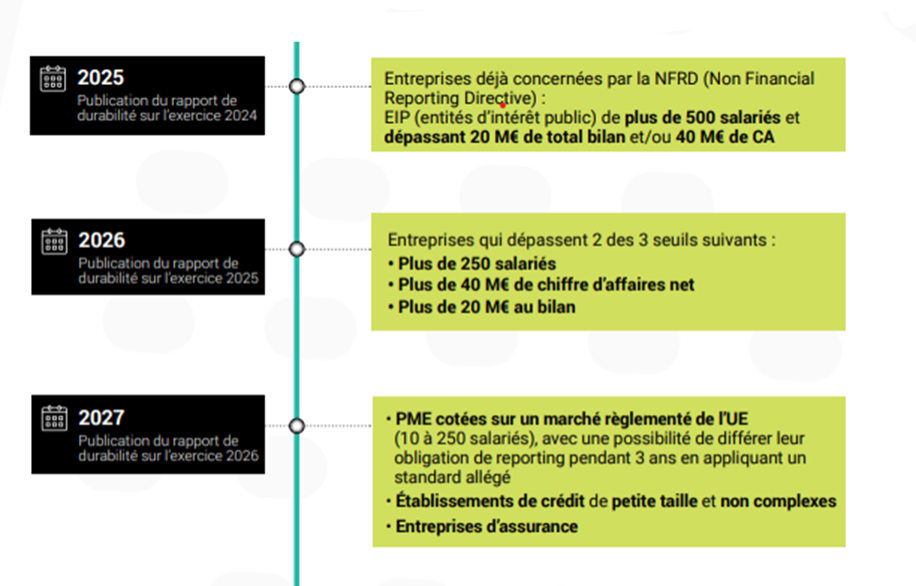 2025
Publication du rapport de
durabilité sur l'exercice 2024
Entreprises déjà concernées par la NFRD (Non Financial
Reporting Directive) :
EIP (entités d'intérêt public) de plus de 500 salariés et
dépassant 20 M€ de total bilan et/ou 40 M€ de CA
2026
Publication du rapport de
durabilité sur l'exercice 2025
Entreprises qui dépassent 2 des 3 seuils suivants :
• Plus de 250 salariés
• Plus de 40 M€ de chiffre d'affaires net
• Plus de 20 M€ au bilan
2027
Publication du rapport de
durabilité sur l'exercice 2026
• PME cotées sur un marché règlementé de l'UE
(10 à 250 salariés), avec une possibilité de différer leur
obligation de reporting pendant 3 ans en appliquant un
standard allégé
• Établissements de crédit de petite taille et non complexes
• Entreprises d'assurance